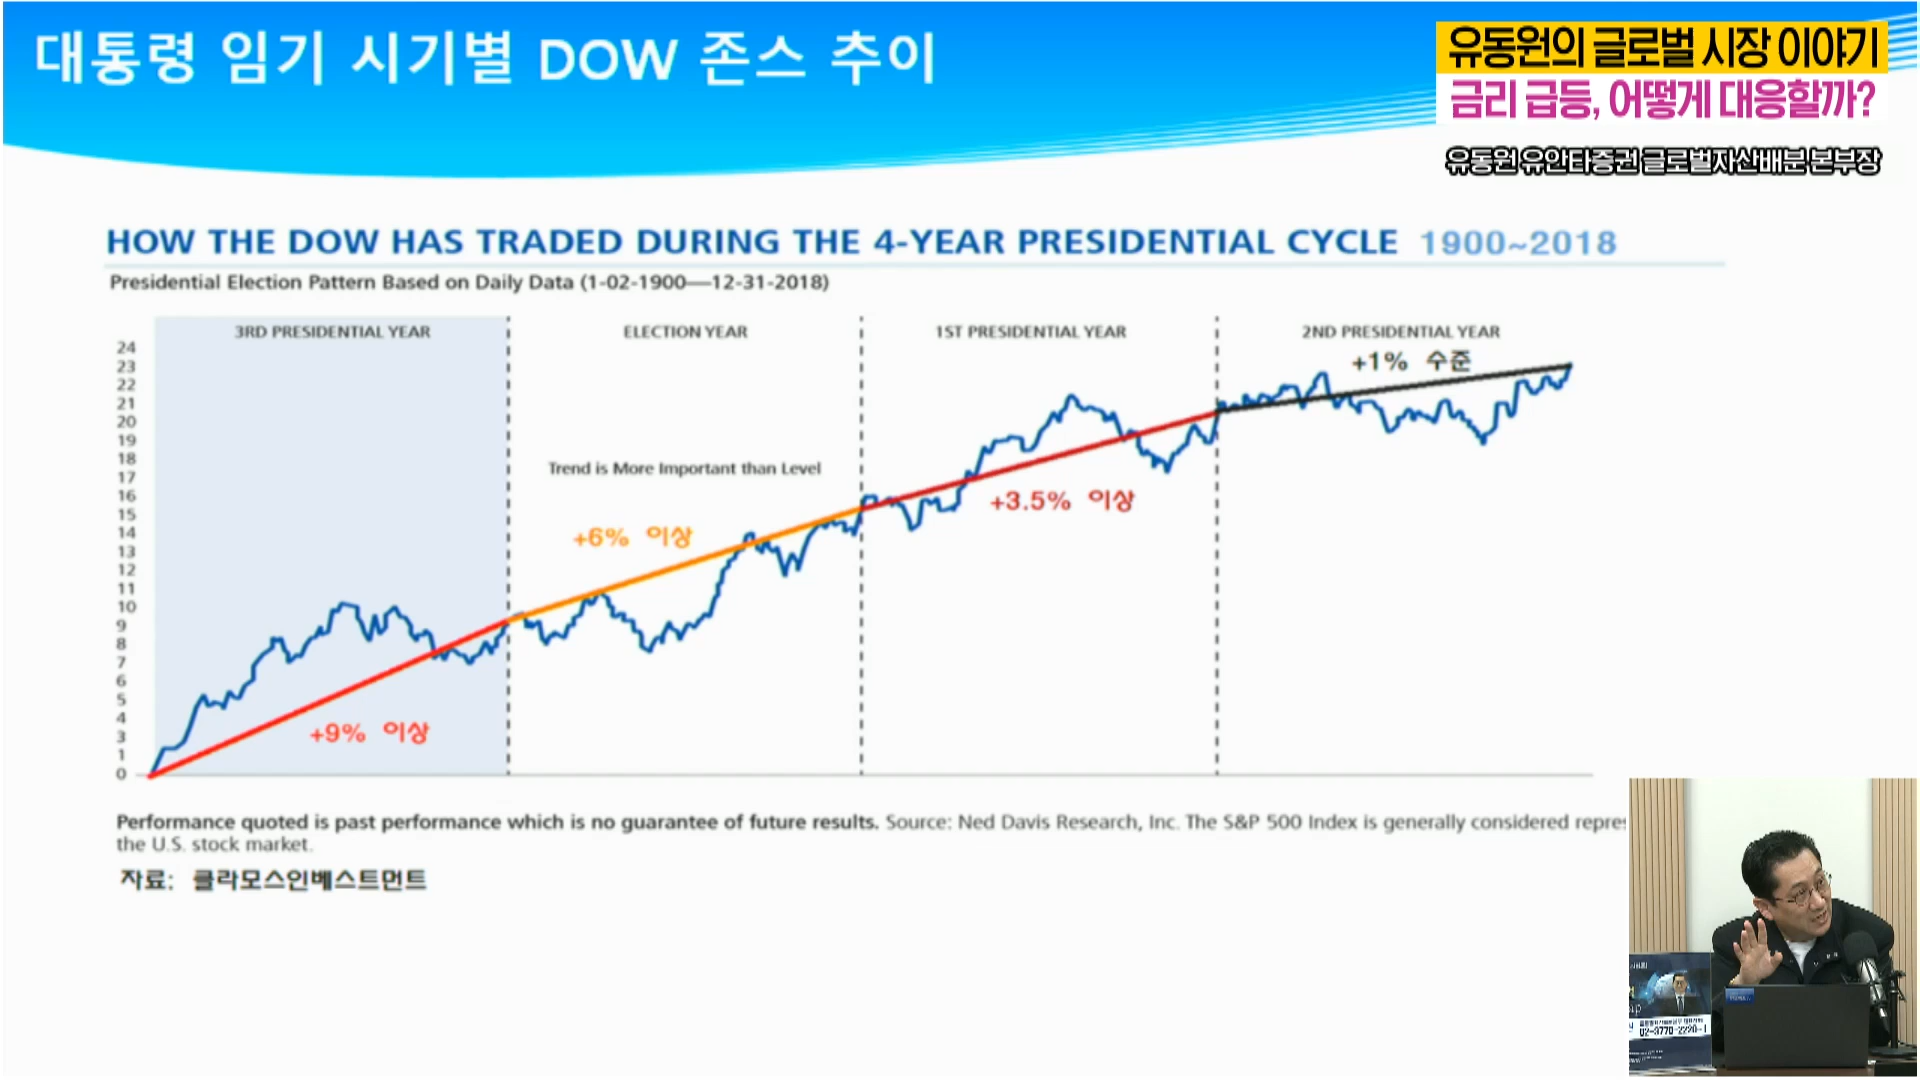 대통령 임기 시기별 DOW 존스 추이
유동원의 글로벌 시장 이야기
금리 급등, 어떻게 대응할까?
유동원 유안타증권 글로벌자산배분 본부장
HOW THE DOW HAS TRADED DURING THE 4-YEAR PRESIDENTIAL CYCLE 1900~2018
Presidential Election Pattern Based on Daily Data (1-02-1900—12-31-2018)
3RD PRESIDENTIAL YEAR
ELECTION YEAR
1ST PRESIDENTIAL YEAR
2ND PRESIDENTIAL YEAR
24
23
22
21
20
19
18
17
16
15
14
13
12
11
10
9
8
7
6
5
4
3
1
0
+1% 수준
Trend is More Important than Level
+3.5% 이상
+6% 이상
+9% 이상
Performance quoted is past performance which is no guarantee of future results. Source: Ned Davis Research, Inc. The S&P 500 Index is generally considered repres
the U.S. stock market.
자료: 클라모스인베스트먼트
02-3770-2220~1